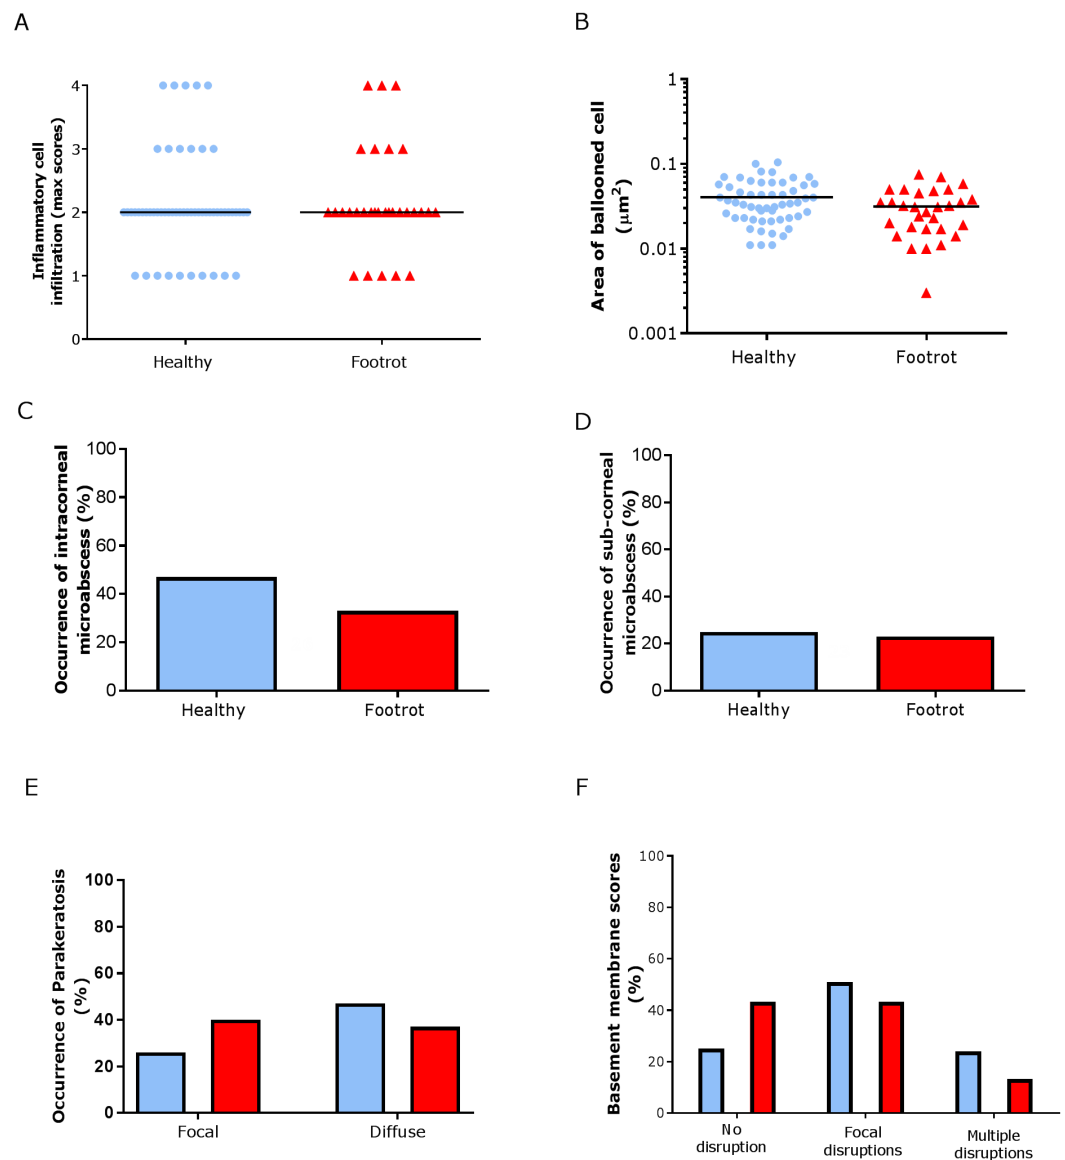 A
Inflammatory cell
infiltration (max scores)
4
3
2
1
0
Healthy
Footrot
B
Area of ballooned cell
(μm2)
1
0.1
0.01
0.001
Healthy
Footrot
C
Occurrence of intracorneal
microabscess (%)
100
80
60
40
20
0
Healthy
Footrot
D
Occurrence of sub-corneal
microabscess (%)
100
80
60
40
20
0
Healthy
Footrot
E
Occurrence of Parakeratosis
(%)
100
80
60
40
20
0
Focal
Diffuse
F
Basement membrane scores
(%)
100
80
60
40
20
0
No
disruption
Focal
disruptions
Multiple
disruptions